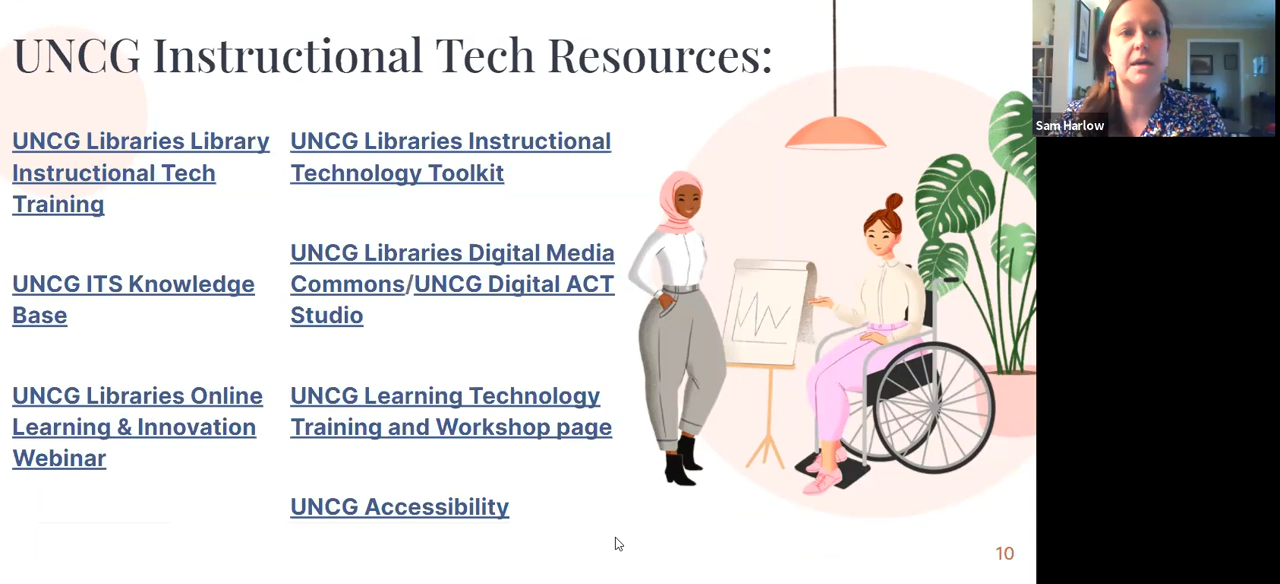 UNCG Instructional Tech Resources:
UNCG Libraries Library
Instructional Tech
Training
UNCG ITS Knowledge
Base
UNCG Libraries Online
Learning & Innovation
Webinar
UNCG Libraries Instructional
Technology Toolkit
UNCG Libraries Digital Media
Commons/UNCG Digital ACT
Studio
UNCG Learning Technology
Training and Workshop page
UNCG Accessibility
10
Sam Harlow